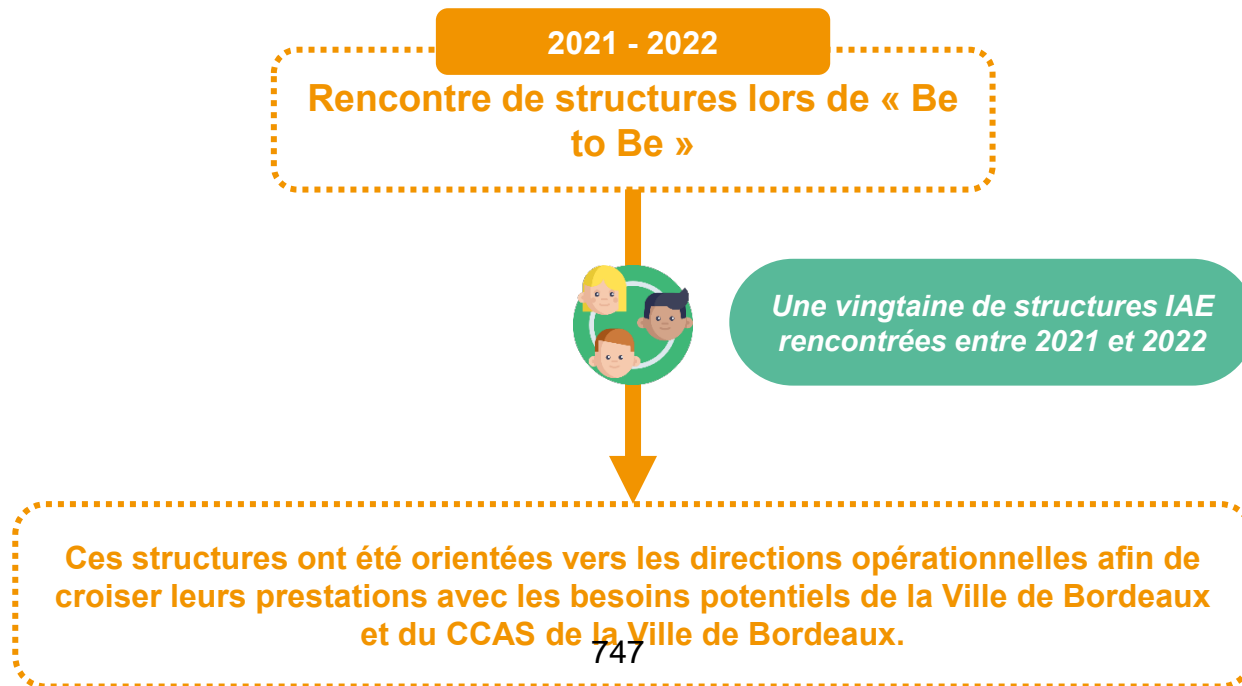 2021 - 2022
Rencontre de structures lors de « Be
to Be »
Une vingtaine de structures IAE
rencontrées entre 2021 et 2022
Ces structures ont été orientées vers les directions opérationnelles afin de
croiser leurs prestations avec les besoins potentiels de la Ville de Bordeaux
et du CCAS de la Ville de Bordeaux.
747